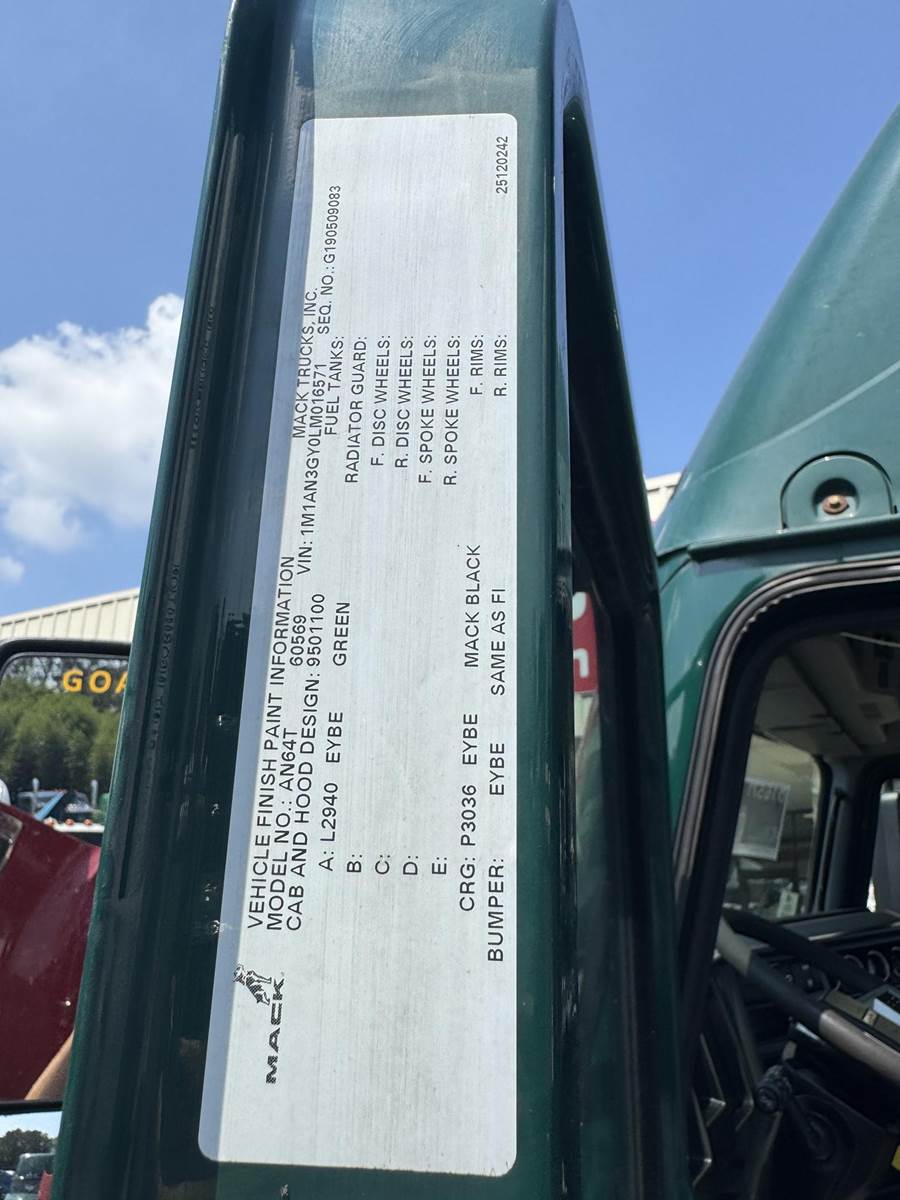 MACK
VEHICLE FINISH PAINT INFORMATION
MACK TRUCKS, INC.
MODEL NO.: AN64T 60569 VIN: 1M1AN3GY0LM016571 SEQ. NO.: G190509083
CAB AND HOOD DESIGN: 9501100
A: L2940 EYBE GREEN FUEL TANKS:
B: RADIATOR GUARD:
C: F. DISC WHEELS:
D: R. DISC WHEELS:
E: F. SPOKE WHEELS:
CRG: P3036 EYBE MACK BLACK R. SPOKE WHEELS:
F. RIMS:
BUMPER: EYBE SAME AS FI R. RIMS:
25120242
GOA